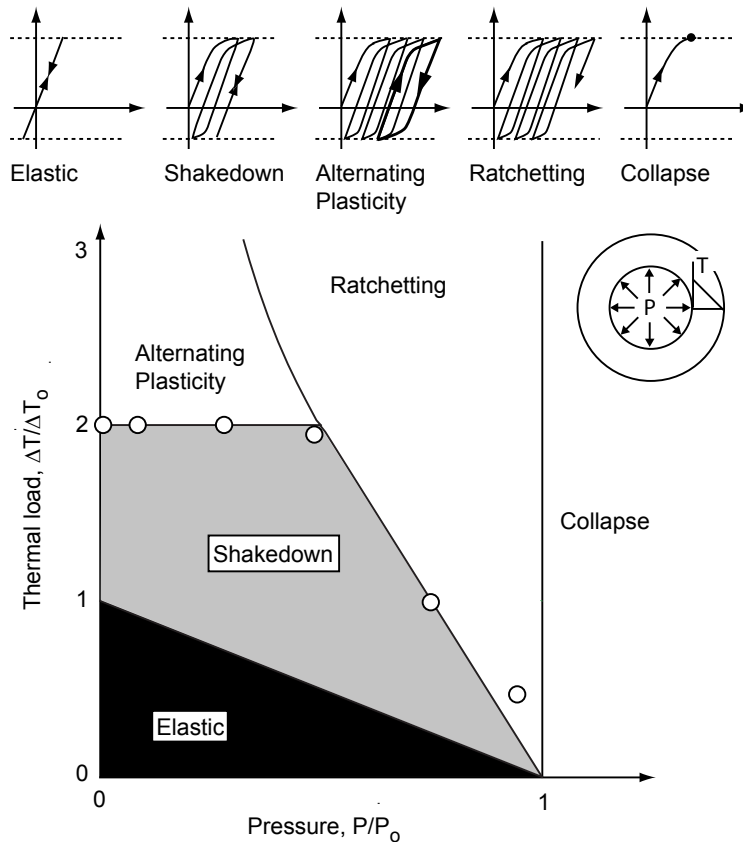 Elastic
Shakedown
Alternating
Plasticity
Ratchetting
Collapse
3
Ratchetting
T
P
Alternating
Plasticity
2
Thermal load, ΔT/ΔTo
Collapse
Shakedown
1
Elastic
0
0
1
Pressure, P/Po